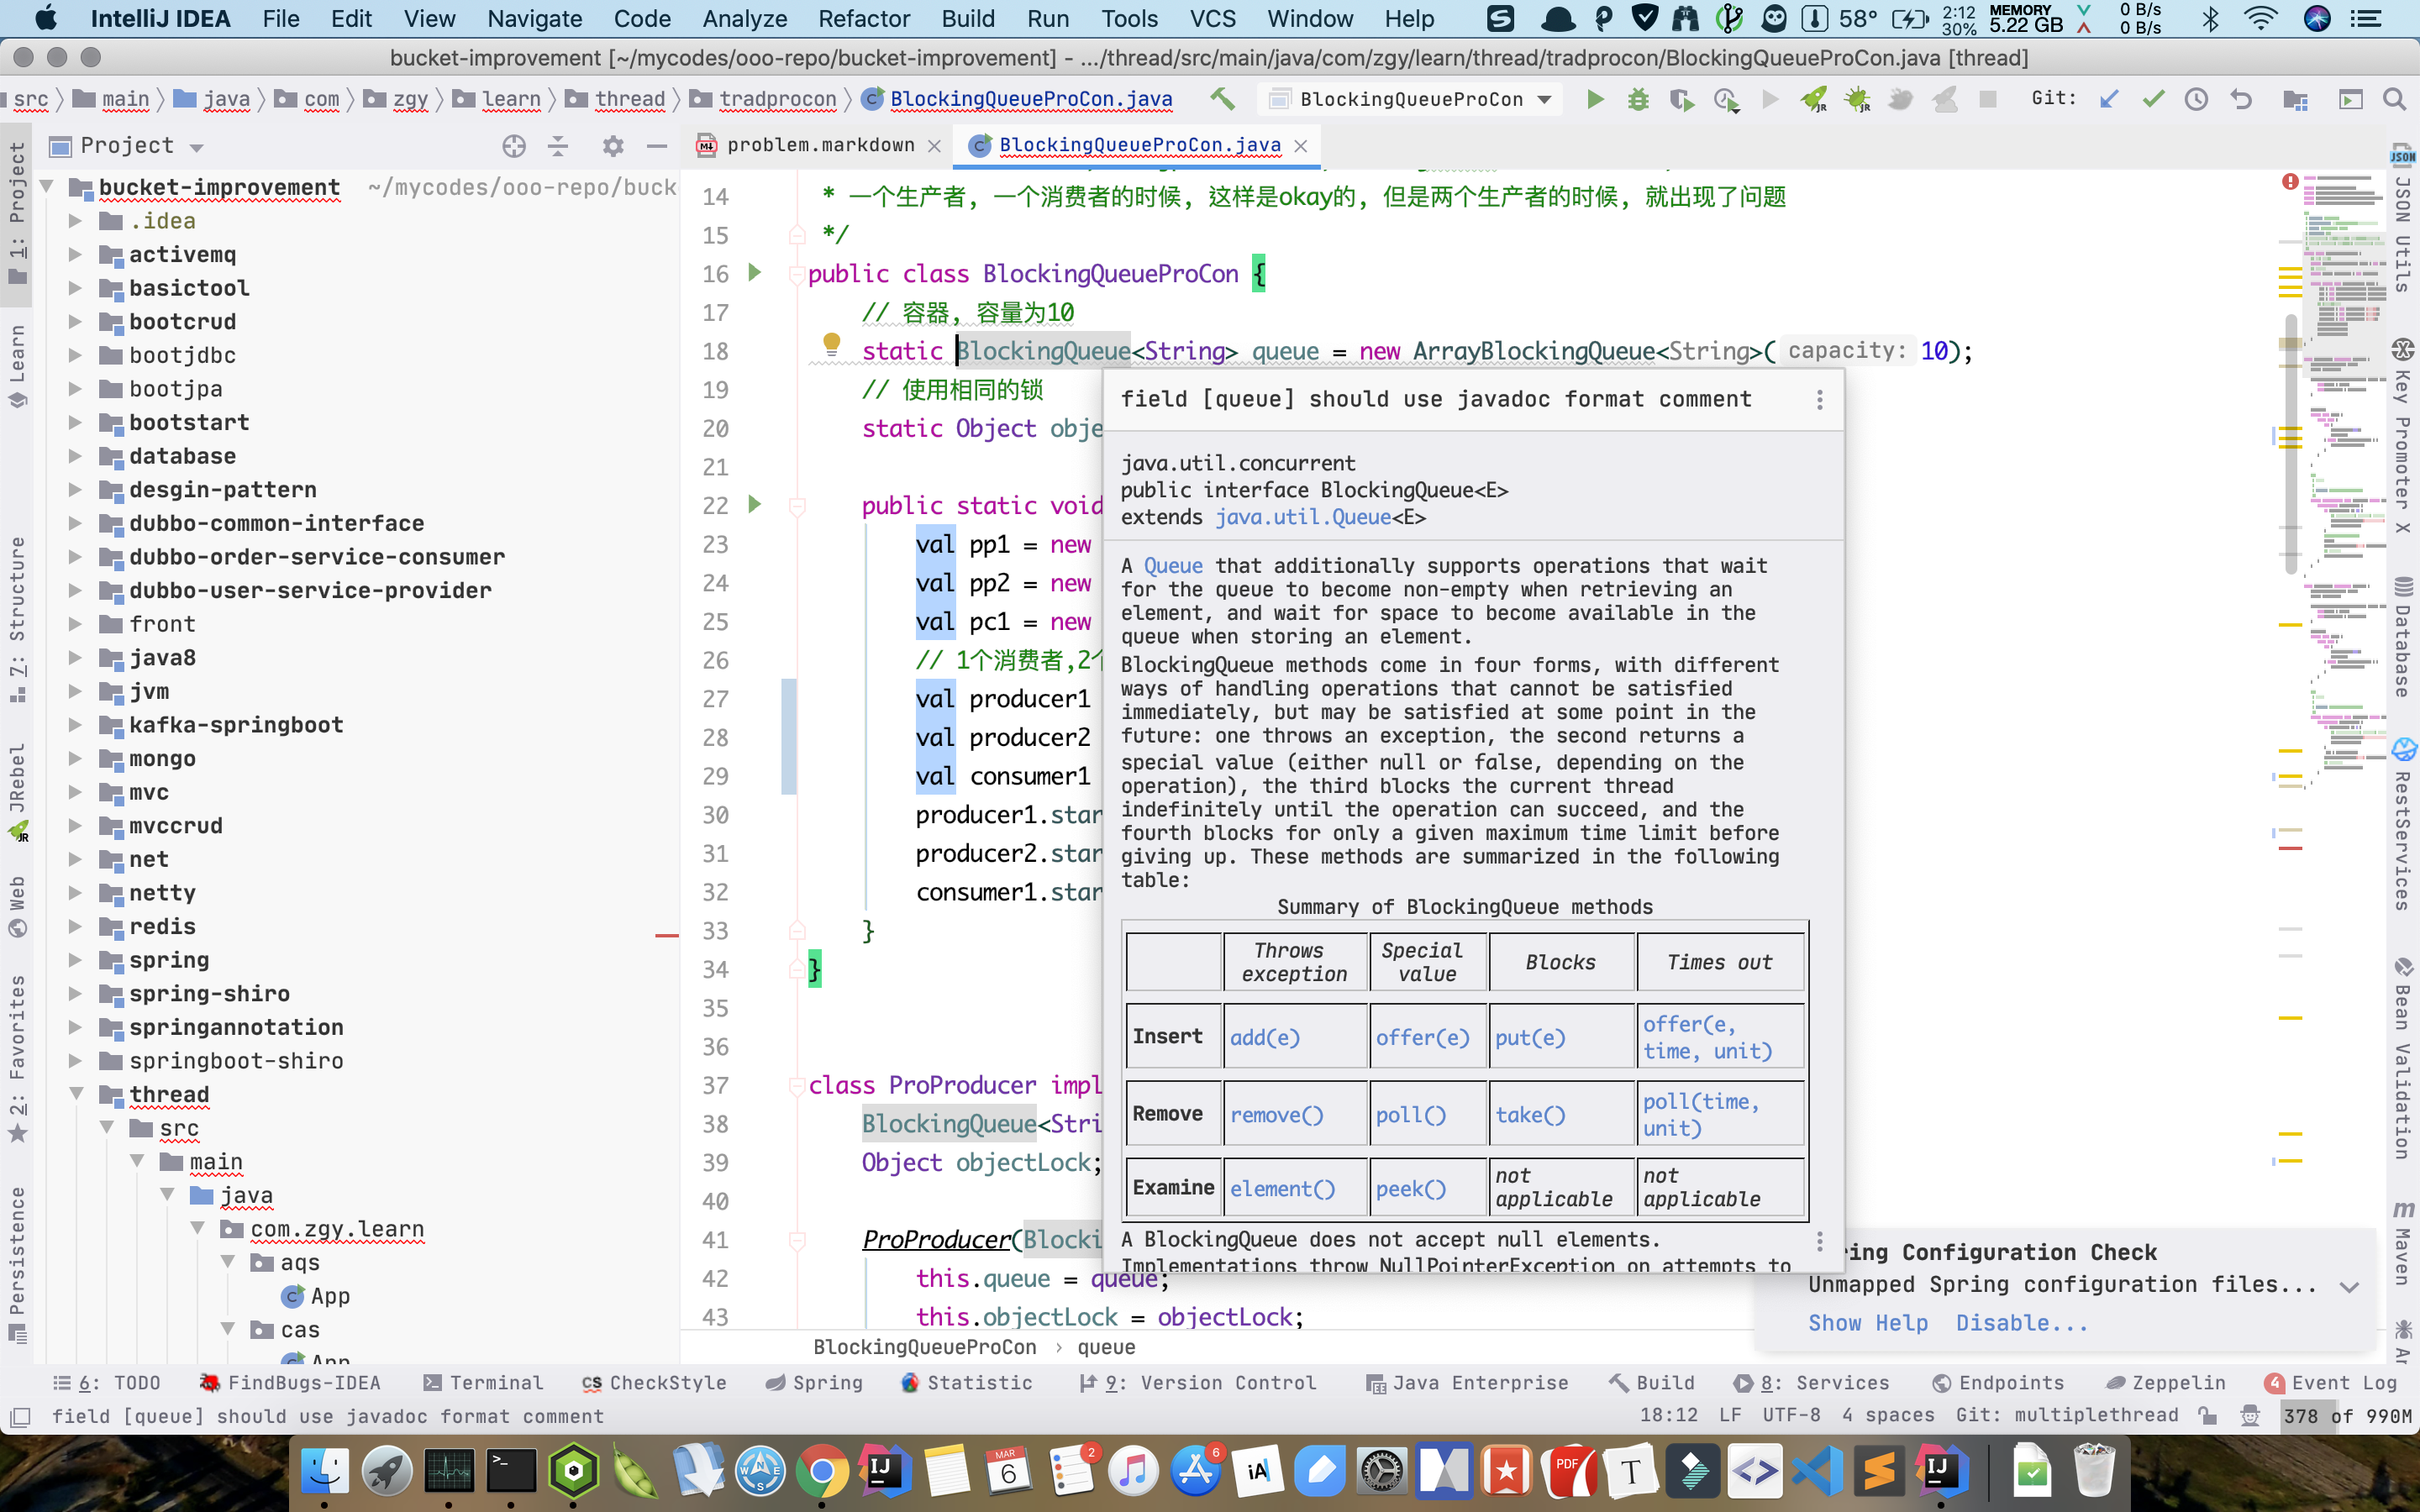 IntelliJ IDEA File Edit View Navigate Code Analyze Refactor Build Run Tools VCS Window Help 58° 2:12 30% MEMORY 5.22 GB 0 B/s 0 B/s
bucket-improvement [~/mycodes/ooo-repo/bucket-improvement] - .../thread/src/main/java/com/zgy/learn/thread/tradprocon/BlockingQueueProCon.java [thread]
src main java com zgy learn thread tradprocon BlockingQueueProCon.java BlockingQueueProCon Git:
Project
problem.markdown BlockingQueueProCon.java
1: Project
Learn
7: Structure
JRebel
Web
2: Favorites
Persistence
bucket-improvement ~/mycodes/ooo-repo/buck
.idea
activemq
basictool
bootcrud
bootjdbc
bootjpa
bootstart
database
desgin-pattern
dubbo-common-interface
dubbo-order-service-consumer
dubbo-user-service-provider
front
java8
jvm
kafka-springboot
mongo
mvc
mvccrud
net
netty
redis
spring
spring-shiro
springannotation
springboot-shiro
thread
src
main
java
com.zgy.learn
aqs
App
cas
App
14 * 一个生产者, 一个消费者的时候, 这样是okay的, 但是两个生产者的时候, 就出现了问题
15 */
16 public class BlockingQueueProCon {
17 // 容器, 容量为10
18 static BlockingQueue<String> queue = new ArrayBlockingQueue<String>( capacity: 10);
19 // 使用相同的锁
20 static Object obje
21
22 public static void
23 val pp1 = new
24 val pp2 = new
25 val pc1 = new
26 // 1个消费者,2个
27 val producer1
28 val producer2
29 val consumer1
30 producer1.star
31 producer2.star
32 consumer1.star
33 }
34 }
35
36
37 class ProProducer impl
38 BlockingQueue<Stri
39 Object objectLock;
40
41 ProProducer(Blocki
42 this.queue = queue;
43 this.objectLock = objectLock;
field [queue] should use javadoc format comment
java.util.concurrent
public interface BlockingQueue<E>
extends java.util.Queue<E>
A Queue that additionally supports operations that wait
for the queue to become non-empty when retrieving an
element, and wait for space to become available in the
queue when storing an element.
BlockingQueue methods come in four forms, with different
ways of handling operations that cannot be satisfied
immediately, but may be satisfied at some point in the
future: one throws an exception, the second returns a
special value (either null or false, depending on the
operation), the third blocks the current thread
indefinitely until the operation can succeed, and the
fourth blocks for only a given maximum time limit before
giving up. These methods are summarized in the following
table:
Summary of BlockingQueue methods
Throws exception Special value Blocks Times out
Insert add(e) offer(e) put(e) offer(e, time, unit)
Remove remove() poll() take() poll(time, unit)
Examine element() peek() not applicable not applicable
A BlockingQueue does not accept null elements.
Implementations throw NullPointerException on attempts to
ring Configuration Check
Unmapped Spring configuration files...
Show Help Disable...
JSON Utils
Key Promoter X
Database
RestServices
Bean Validation
Maven
BlockingQueueProCon › queue
6: TODO FindBugs-IDEA Terminal CheckStyle Spring Statistic 9: Version Control Java Enterprise Build 8: Services Endpoints Zeppelin 4 Event Log
field [queue] should use javadoc format comment 18:12 LF UTF-8 4 spaces Git: multiplethread 378 of 990M
MAR 6 2 6 iA PDF T IJ